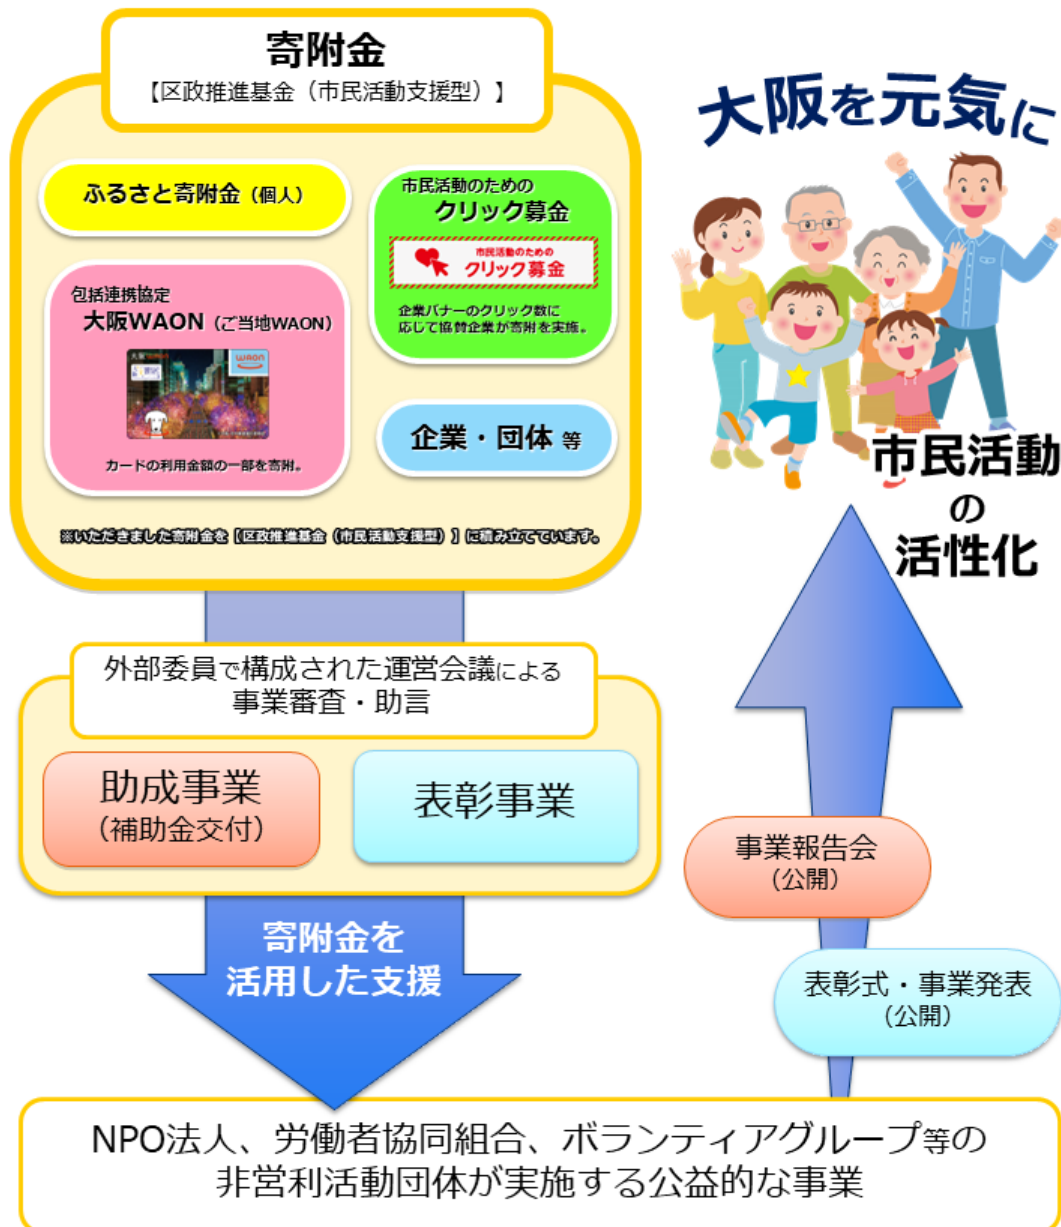 寄附金
【区政推進基金（市民活動支援型）】
ふるさと寄附金（個人）
市民活動のための
クリック募金
市民活動のための
クリック募金
企業バナーのクリック数に
応じて協賛企業が寄附を実施。
包括連携協定
大阪WAON（ご当地WAON）
大阪
WAON
カードの利用金額の一部を寄附。
企業・団体 等
※いただきました寄附金を【区政推進基金（市民活動支援型）】に積み立てています。
大阪を元気に
市民活動
の
活性化
外部委員で構成された運営会議による
事業審査・助言
助成事業
（補助金交付）
表彰事業
寄附金を
活用した支援
事業報告会
（公開）
表彰式・事業発表
（公開）
NPO法人、労働者協同組合、ボランティアグループ等の
非営利活動団体が実施する公益的な事業